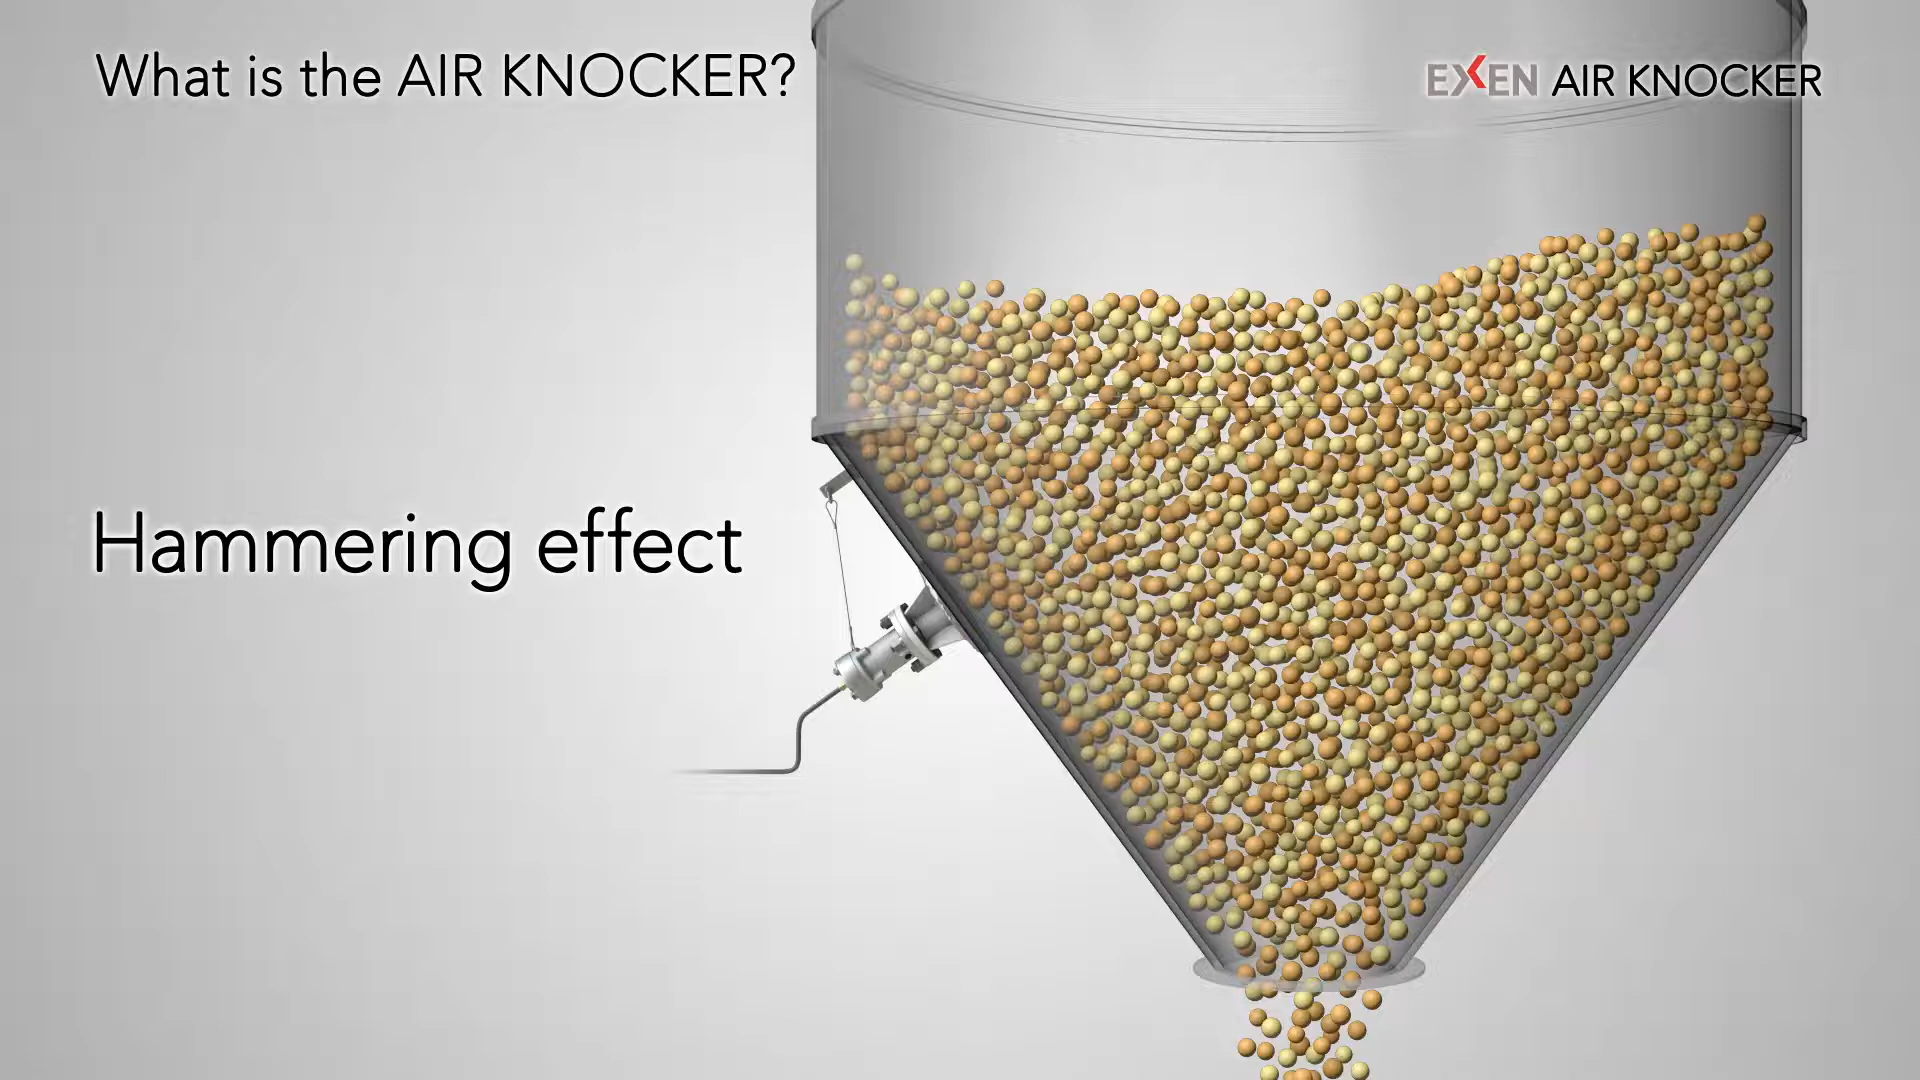 What is the AIR KNOCKER?
EXEN AIR KNOCKER
Hammering effect